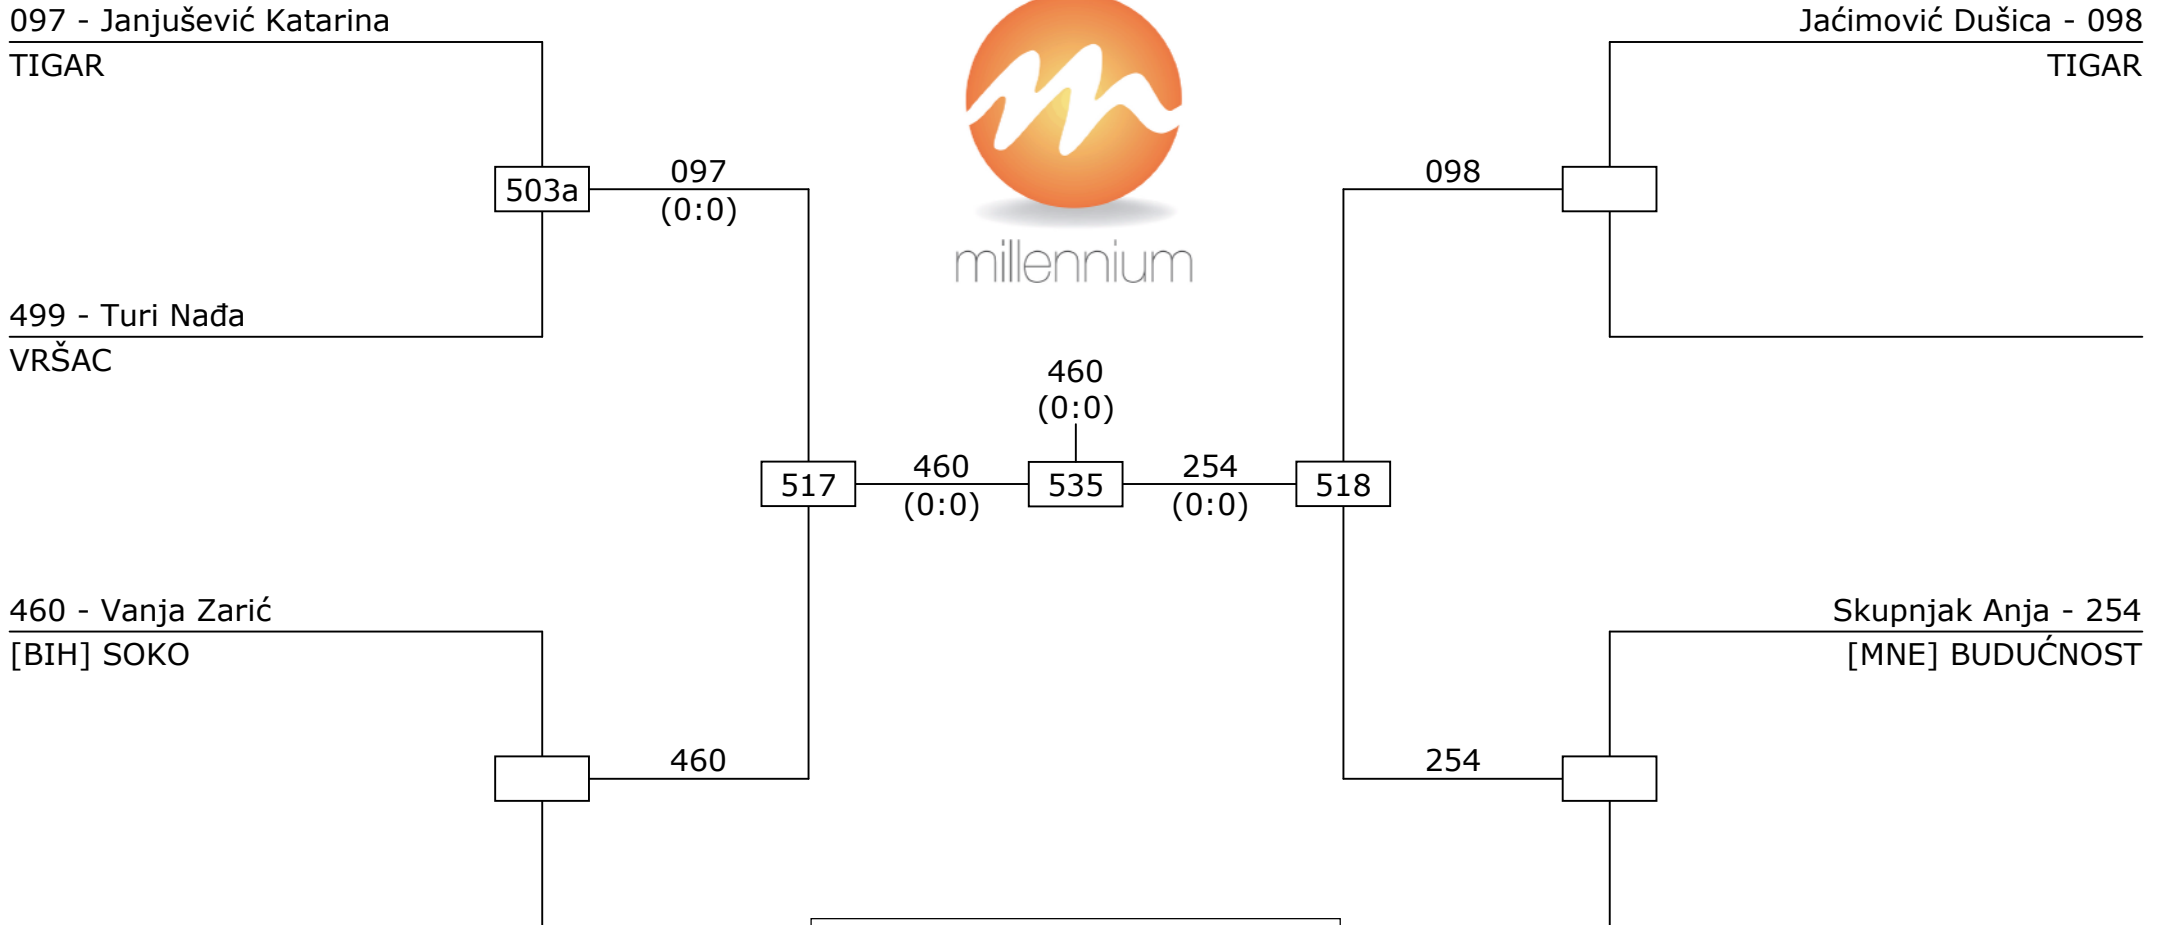 097 - Janjušević Katarina
TIGAR
Jaćimović Dušica - 098
TIGAR
503a
097
(0:0)
098
millennium
499 - Turi Nađa
VRŠAC
460
(0:0)
517
460
(0:0)
535
254
(0:0)
518
460 - Vanja Zarić
[BIH] SOKO
Skupnjak Anja - 254
[MNE] BUDUĆNOST
460
254